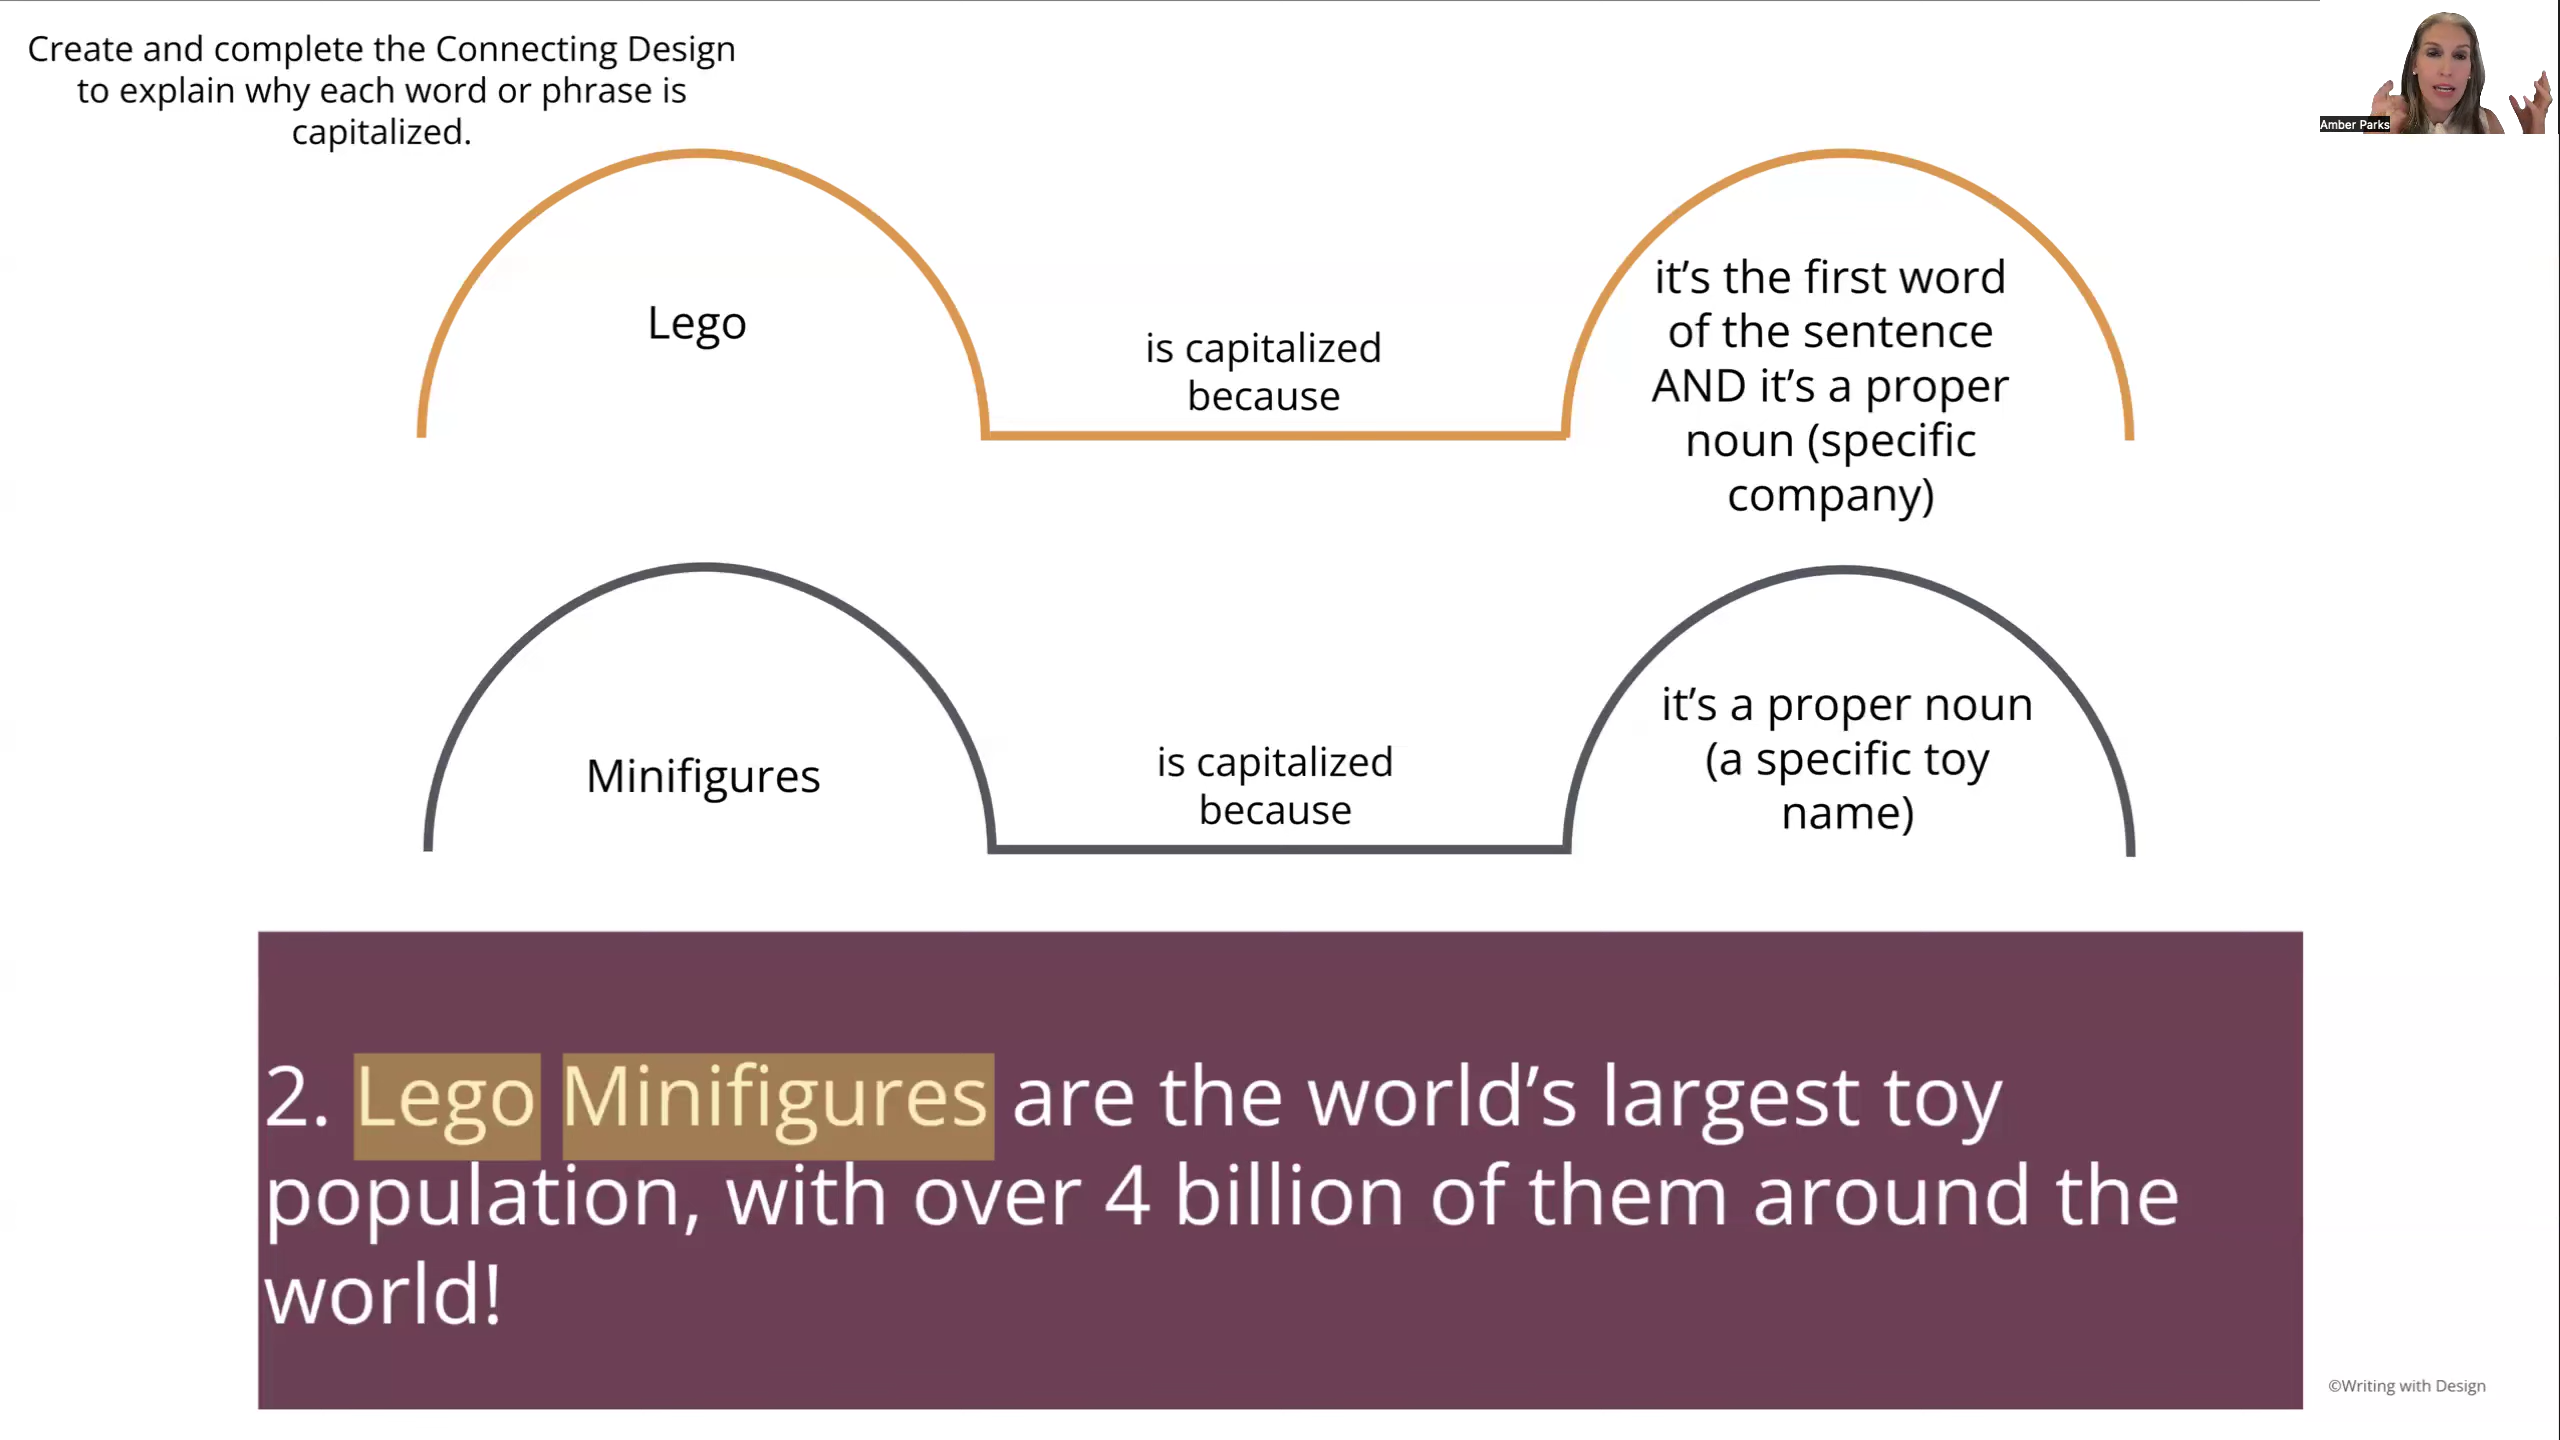 Create and complete the Connecting Design
to explain why each word or phrase is
capitalized.
Amber Parks
Lego
is capitalized
because
it’s the first word
of the sentence
AND it’s a proper
noun (specific
company)
Minifigures
is capitalized
because
it’s a proper noun
(a specific toy
name)
2. Lego Minifigures are the world’s largest toy
population, with over 4 billion of them around the
world!
©Writing with Design